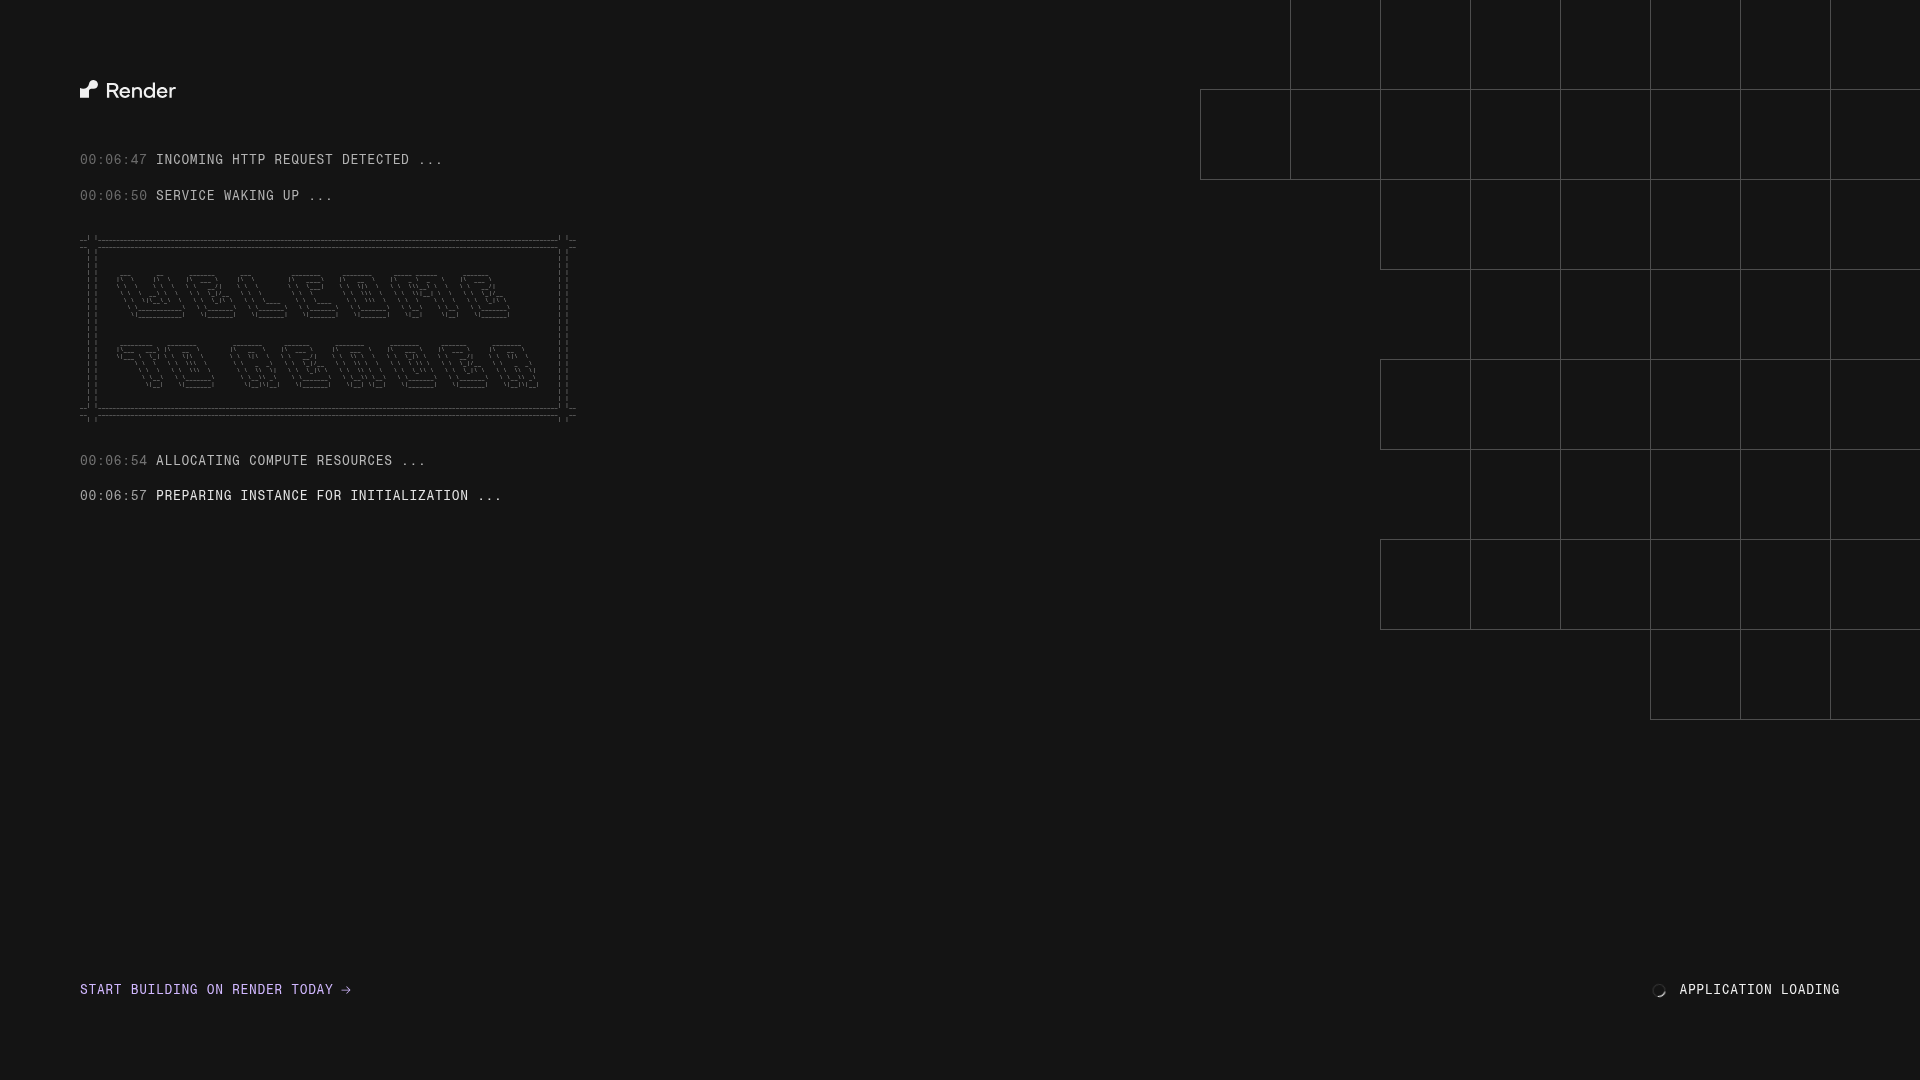 Render
00:06:47 INCOMING HTTP REQUEST DETECTED ...
00:06:50 SERVICE WAKING UP ...
WELCOME
TO RENDER
00:06:54 ALLOCATING COMPUTE RESOURCES ...
00:06:57 PREPARING INSTANCE FOR INITIALIZATION ...
START BUILDING ON RENDER TODAY →
APPLICATION LOADING